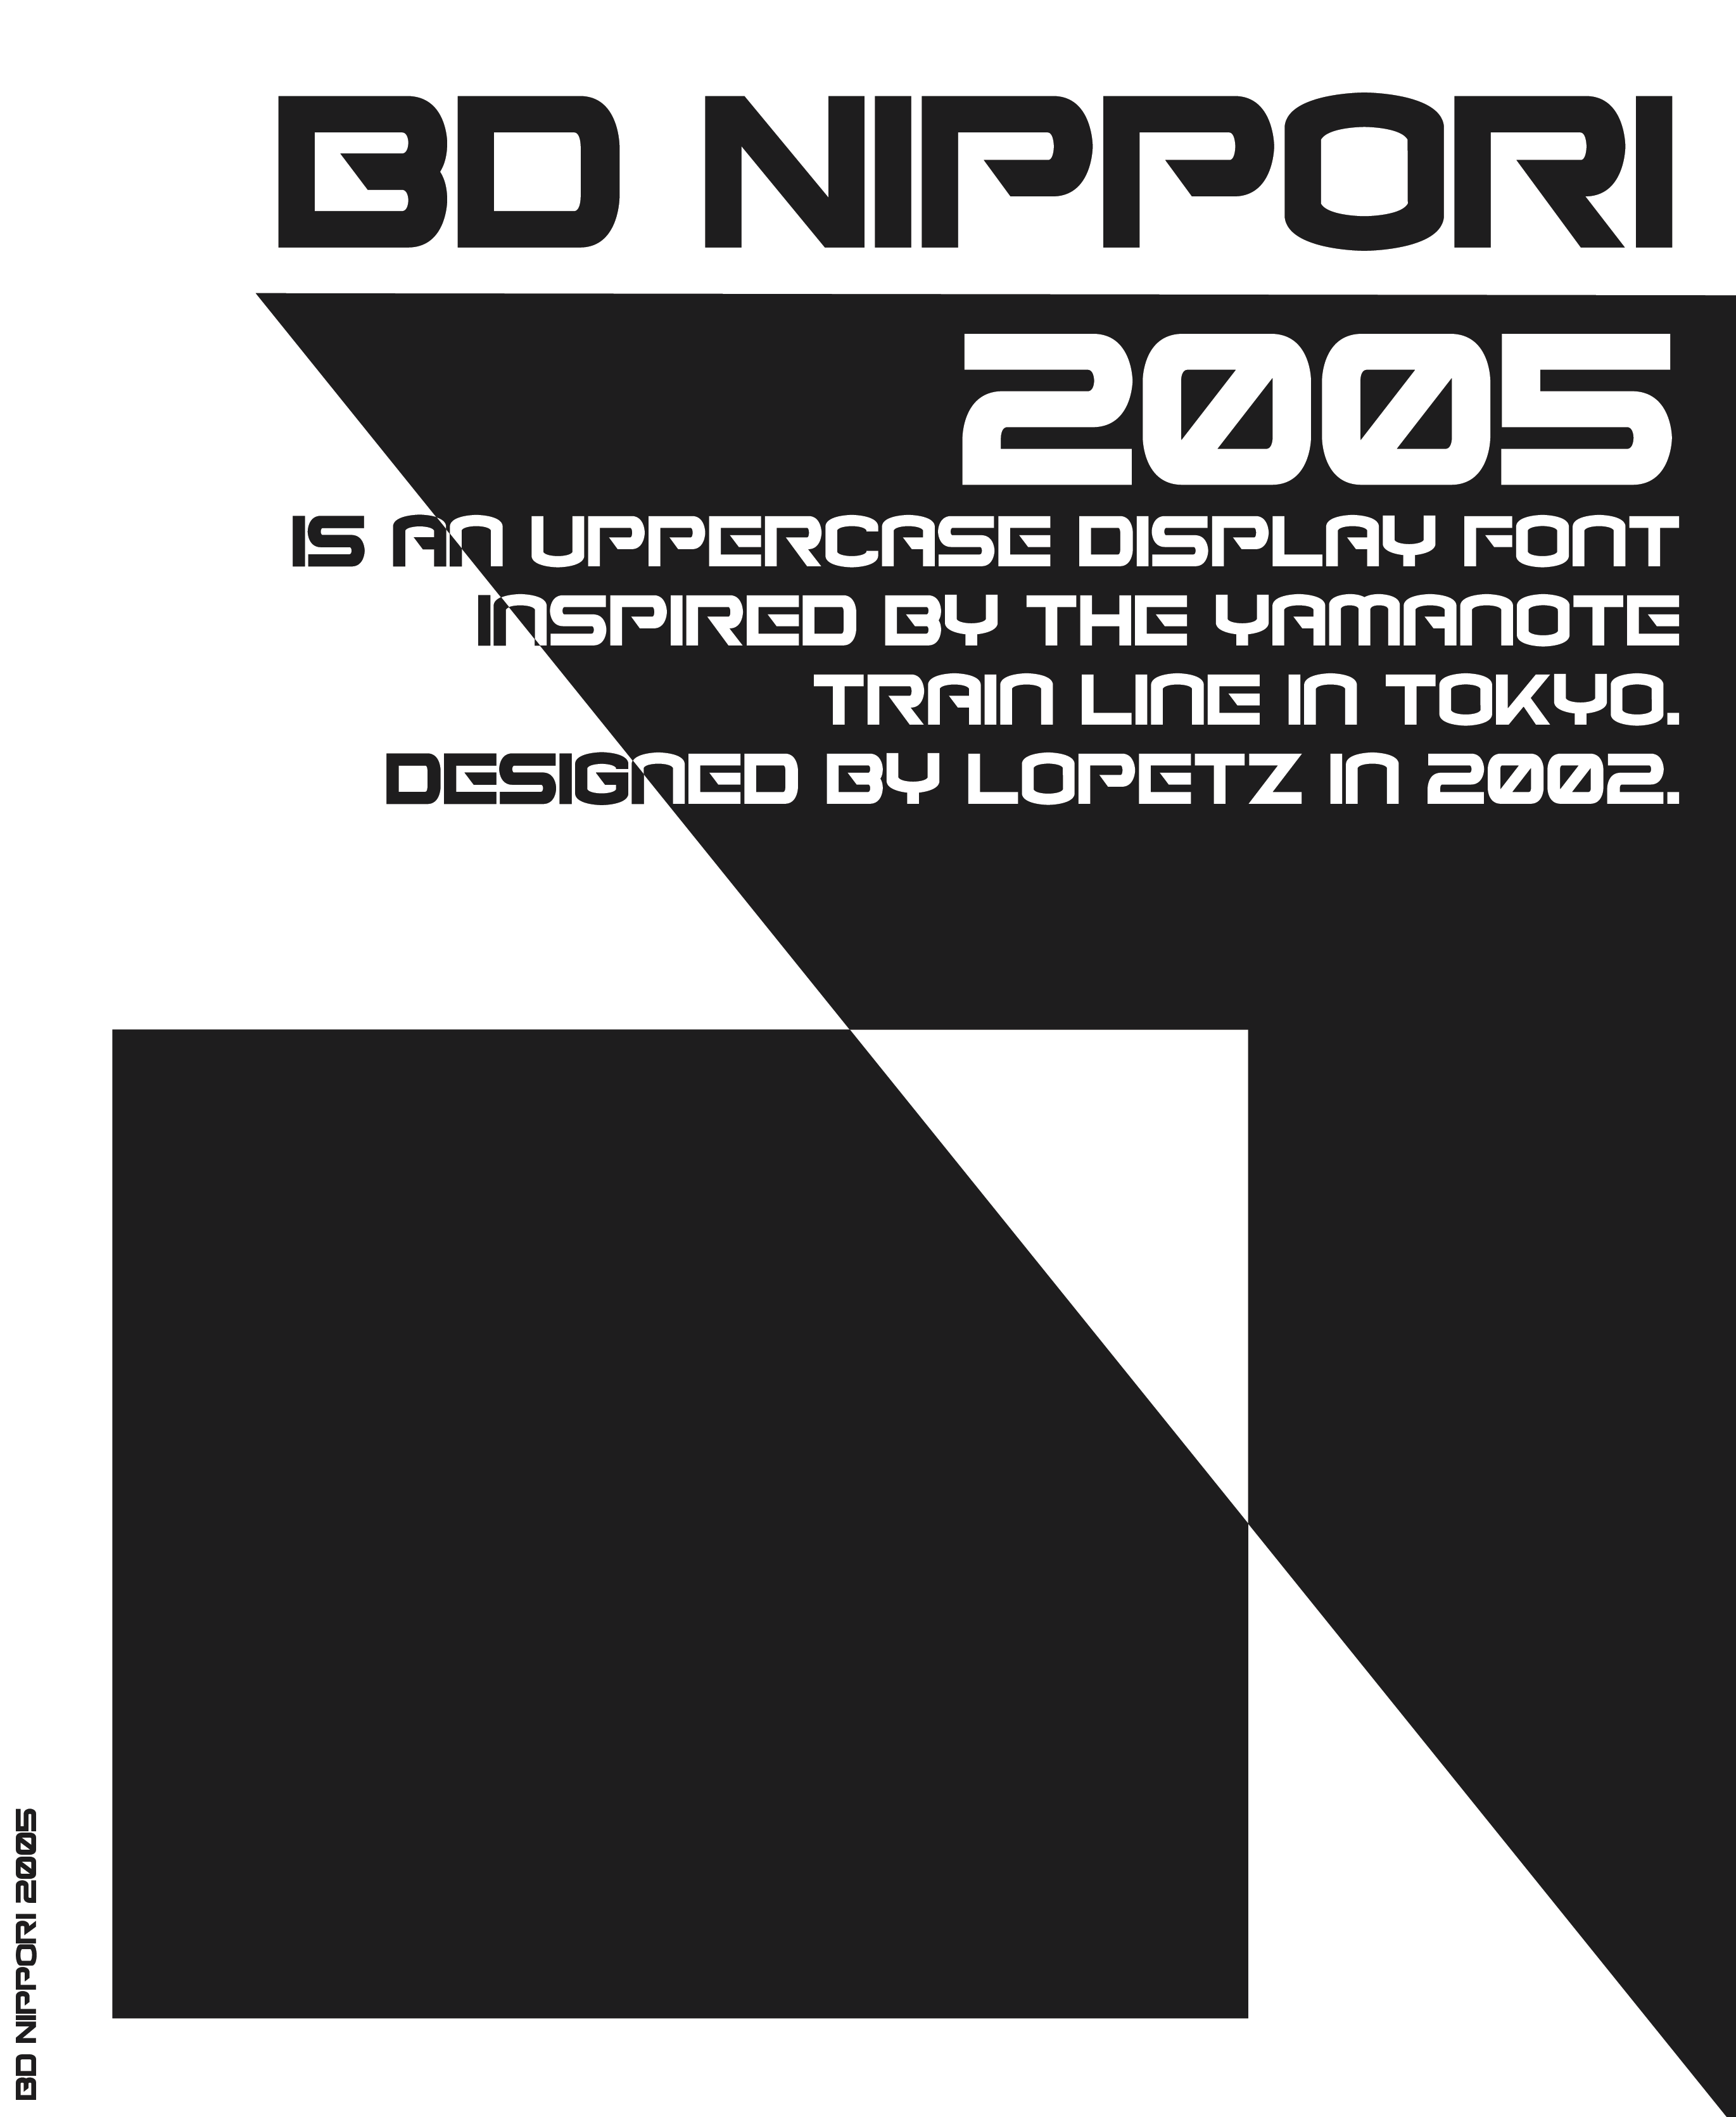 BD NIPPORI
2005
IS AN UPPERCASE DISPLAY FONT
INSPIRED BY THE YAMANOTE
TRAIN LINE IN TOKYO.
DESIGNED BY LOPETZ IN 2002.
BD NIPPORI 2005